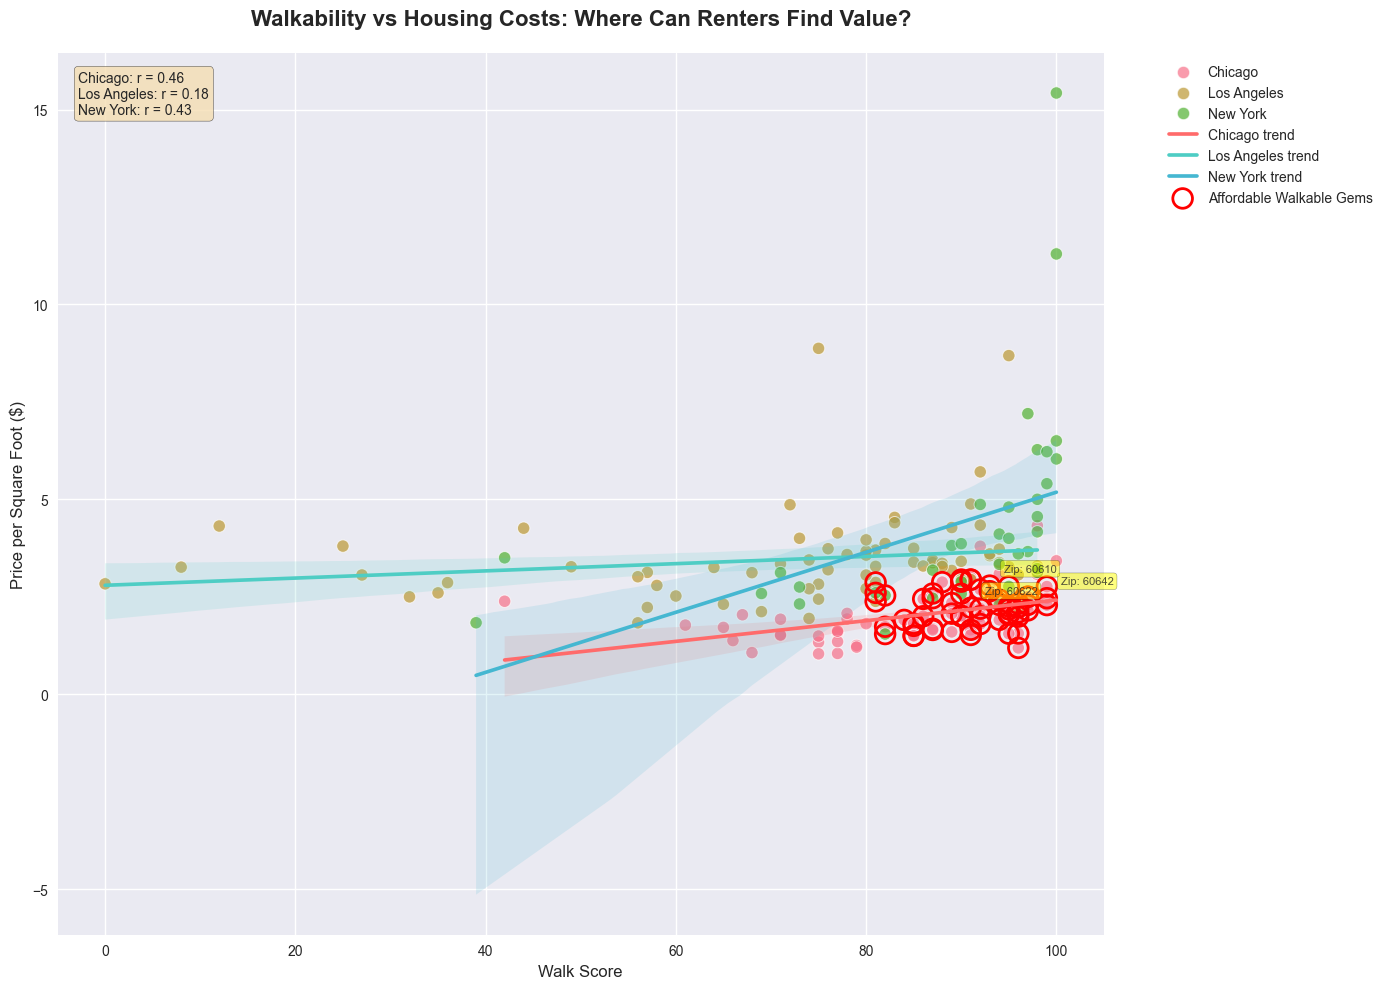 Walkability vs Housing Costs: Where Can Renters Find Value?
Chicago: r = 0.46
Los Angeles: r = 0.18
New York: r = 0.43
Chicago
Los Angeles
New York
Chicago trend
Los Angeles trend
New York trend
Affordable Walkable Gems
Price per Square Foot ($)
15
10
5
0
−5
Zip: 60610
Zip: 60642
Zip: 60622
0
20
40
60
80
100
Walk Score